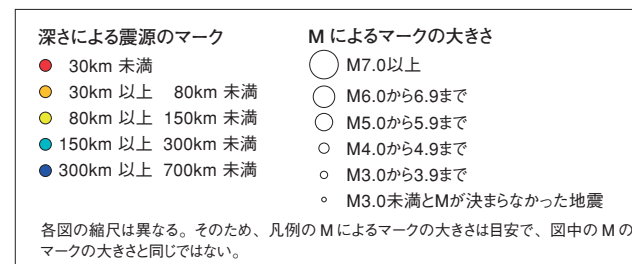 深さによる震源のマーク
30km 未満
30km 以上 80km 未満
80km 以上 150km 未満
150km 以上 300km 未満
300km 以上 700km 未満
M によるマークの大きさ
M7.0以上
M6.0から6.9まで
M5.0から5.9まで
M4.0から4.9まで
M3.0から3.9まで
M3.0未満とMが決まらなかった地震
各図の縮尺は異なる。そのため、凡例の M によるマークの大きさは目安で、図中の M の
マークの大きさと同じではない。